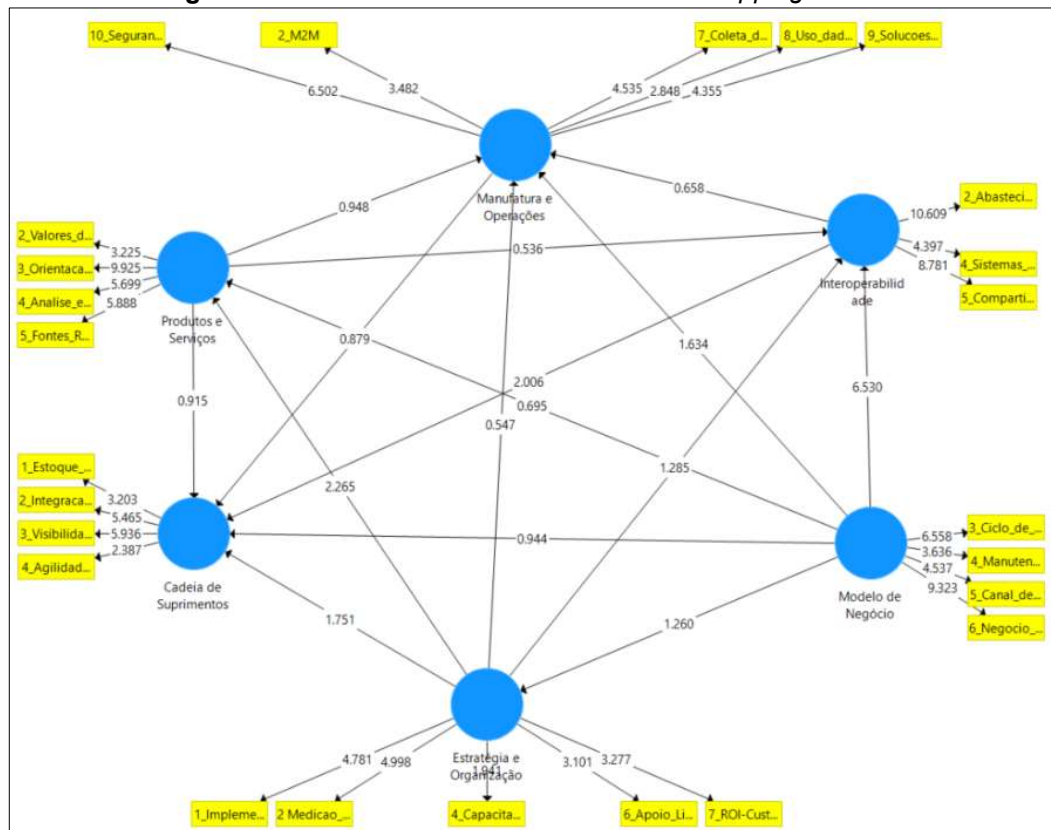 10_Seguran...
2_M2M
7_Coleta_d...
8_Uso_dad...
9_Solucoes...
6.502
3.482
4.535
2.848
4.355
Manufatura e
Operações
0.948
0.658
2_Abasteci...
10.609
4.397
4_Sistemas_...
8.781
5_Comparti...
Interoperabilid
ade
2_Valores_d...
3.225
3_Orientaca...
9.925
4_Analise_e...
5.699
5.888
5_Fontes_R...
Produtos e
Serviços
0.536
0.879
1.634
2.006
0.695
6.530
0.915
0.547
1.285
2.265
1_Estoque_...
3.203
2_Integraca...
5.465
3_Visibilida...
5.936
2.387
4_Agilidad...
Cadeia de
Suprimentos
0.944
3_Ciclo_de_...
6.558
3.636
4_Manuten...
4.537
5_Canal_de...
9.323
6_Negocio_...
Modelo de
Negócio
1.751
1.260
Estratégia e
Organização
4.781
4.998
1.941
3.101
3.277
1_Impleme...
2 Medicao_...
4_Capacita...
6_Apoio_Li...
7_ROI-Cust...